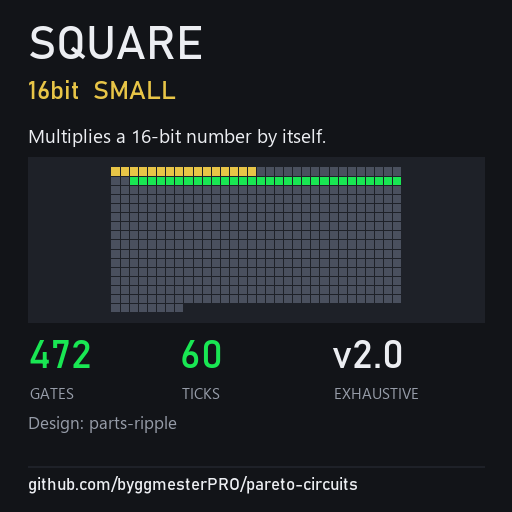 SQUARE
16bit SMALL
Multiplies a 16-bit number by itself.
472 60 v2.0
GATES TICKS EXHAUSTIVE
Design: parts-ripple
github.com/byggmesterPRO/pareto-circuits